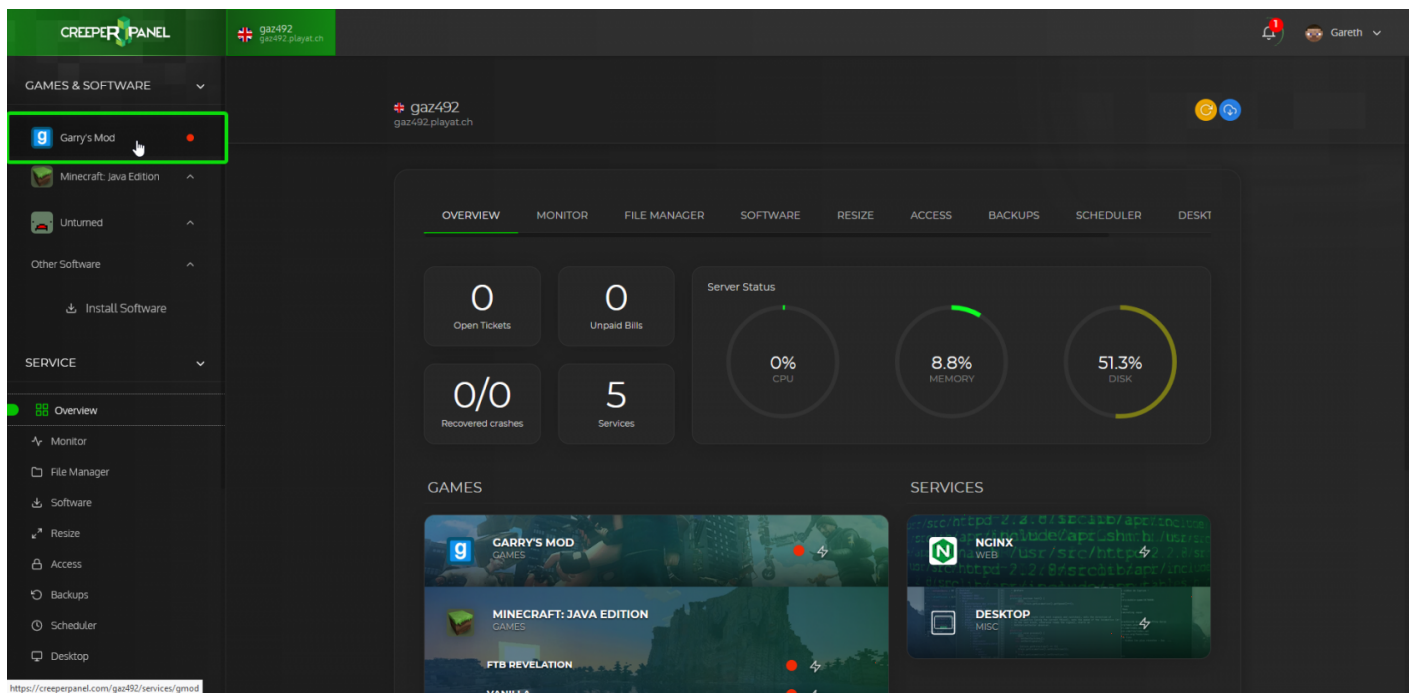 CREEPER PANEL
gaz492
gaz492.playat.ch
1
Gareth
GAMES & SOFTWARE
Garry's Mod
Minecraft: Java Edition
Unturned
Other Software
Install Software
SERVICE
Overview
Monitor
File Manager
Software
Resize
Access
Backups
Scheduler
Desktop
https://creeperpanel.com/gaz492/services/gmod
gaz492
gaz492.playat.ch
OVERVIEW MONITOR FILE MANAGER SOFTWARE RESIZE ACCESS BACKUPS SCHEDULER DESKT
0
Open Tickets
0
Unpaid Bills
0/0
Recovered crashes
5
Services
Server Status
0%
CPU
8.8%
MEMORY
51.3%
DISK
GAMES
GARRY'S MOD
GAMES
MINECRAFT: JAVA EDITION
GAMES
FTB REVELATION
VANILLA
SERVICES
NGINX
WEB
DESKTOP
MISC